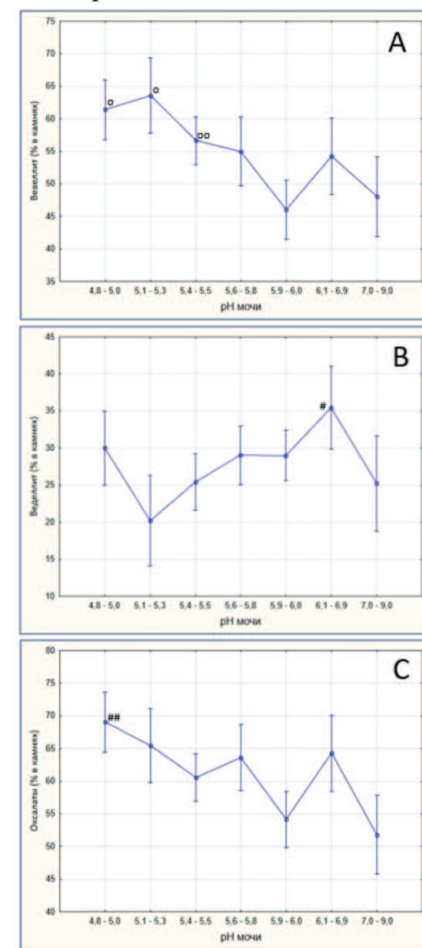 A
75
70
65
60
55
50
45
40
35
Вевеллит (% в камнях)
o
o
oo
4,8 - 5,0 5,1 - 5,3 5,4 - 5,5 5,6 - 5,8 5,9 - 6,0 6,1 - 6,9 7,0 - 9,0
pH мочи
B
45
40
35
30
25
20
15
10
Веделлит (% в камнях)
#
4,8 - 5,0 5,1 - 5,3 5,4 - 5,5 5,6 - 5,8 5,9 - 6,0 6,1 - 6,9 7,0 - 9,0
pH мочи
C
80
75
70
65
60
55
50
45
40
Оксалаты (% в камнях)
##
4,8 - 5,0 5,1 - 5,3 5,4 - 5,5 5,6 - 5,8 5,9 - 6,0 6,1 - 6,9 7,0 - 9,0
pH мочи